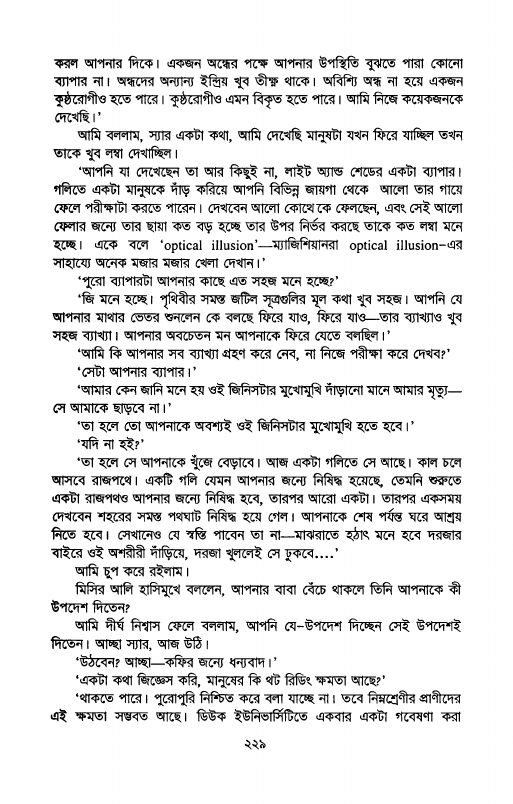 করল আপনার দিকে। একজন অন্ধের পক্ষে আপনার উপস্থিতি বুঝতে পারা কোনো
ব্যাপার না। অন্ধদের অন্যান্য ইন্দ্রিয় খুব তীক্ষ্ণ থাকে। অবিশ্যি অন্ধ না হয়ে একজন
কুষ্ঠরোগীও হতে পারে। কুষ্ঠরোগীও এমন বিকৃত হতে পারে। আমি নিজে কয়েকজনকে
দেখেছি।’
আমি বললাম, স্যার একটা কথা, আমি দেখেছি মানুষটা যখন ফিরে যাচ্ছিল তখন
তাকে খুব লম্বা দেখাচ্ছিল।
‘আপনি যা দেখেছেন তা আর কিছুই না, লাইট অ্যান্ড শেডের একটা ব্যাপার।
গলিতে একটা মানুষকে দাঁড় করিয়ে আপনি বিভিন্ন জায়গা থেকে আলো তার গায়ে
ফেলে পরীক্ষাটা করতে পারেন। দেখবেন আলো কোত্থেকে ফেলছেন, এবং সেই আলো
ফেলার জন্যে তার ছায়া কত বড় হচ্ছে তার উপর নির্ভর করছে তাকে কত লম্বা মনে
হচ্ছে। একে বলে ‘optical illusion’—ম্যাজিশিয়ানরা optical illusion-এর
সাহায্যে অনেক মজার মজার খেলা দেখান।’
‘পুরো ব্যাপারটা আপনার কাছে এত সহজ মনে হচ্ছে?’
‘জি মনে হচ্ছে। পৃথিবীর সমস্ত জটিল সূত্রগুলির মূল কথা খুব সহজ। আপনি যে
আপনার মাথার ভেতর শুনলেন কে বলছে ফিরে যাও, ফিরে যাও—তার ব্যাখ্যাও খুব
সহজ ব্যাখ্যা। আপনার অবচেতন মন আপনাকে ফিরে যেতে বলছিল।’
‘আমি কি আপনার সব ব্যাখ্যা গ্রহণ করে নেব, না নিজে পরীক্ষা করে দেখব?’
‘সেটা আপনার ব্যাপার।’
‘আমার কেন জানি মনে হয় ওই জিনিসটার মুখোমুখি দাঁড়ানো মানে আমার মৃত্যু—
সে আমাকে ছাড়বে না।’
‘তা হলে তো আপনাকে অবশ্যই ওই জিনিসটার মুখোমুখি হতে হবে।’
‘যদি না হই?’
‘তা হলে সে আপনাকে খুঁজে বেড়াবে। আজ একটা গলিতে সে আছে। কাল চলে
আসবে রাজপথে। একটি গলি যেমন আপনার জন্যে নিষিদ্ধ হয়েছে, তেমনি শুরুতে
একটা রাজপথও আপনার জন্যে নিষিদ্ধ হবে, তারপর আরো একটা। তারপর একসময়
দেখবেন শহরের সমস্ত পথঘাট নিষিদ্ধ হয়ে গেল। আপনাকে শেষ পর্যন্ত ঘরে আশ্রয়
নিতে হবে। সেখানেও যে স্বস্তি পাবেন তা না—মাঝরাতে হঠাৎ মনে হবে দরজার
বাইরে ওই অশরীরী দাঁড়িয়ে, দরজা খুললেই সে ঢুকবে....’
আমি চুপ করে রইলাম।
মিসির আলি হাসিমুখে বললেন, আপনার বাবা বেঁচে থাকলে তিনি আপনাকে কী
উপদেশ দিতেন?
আমি দীর্ঘ নিশ্বাস ফেলে বললাম, আপনি যে-উপদেশ দিচ্ছেন সেই উপদেশই
দিতেন। আচ্ছা স্যার, আজ উঠি।
‘উঠবেন? আচ্ছা—কফির জন্যে ধন্যবাদ।’
‘একটা কথা জিজ্ঞেস করি, মানুষের কি থট রিডিং ক্ষমতা আছে?’
‘থাকতে পারে। পুরোপুরি নিশ্চিত করে বলা যাচ্ছে না। তবে নিম্নশ্রেণীর প্রাণীদের
এই ক্ষমতা সম্ভবত আছে। ডিউক ইউনিভার্সিটিতে একবার একটা গবেষণা করা
২২৯